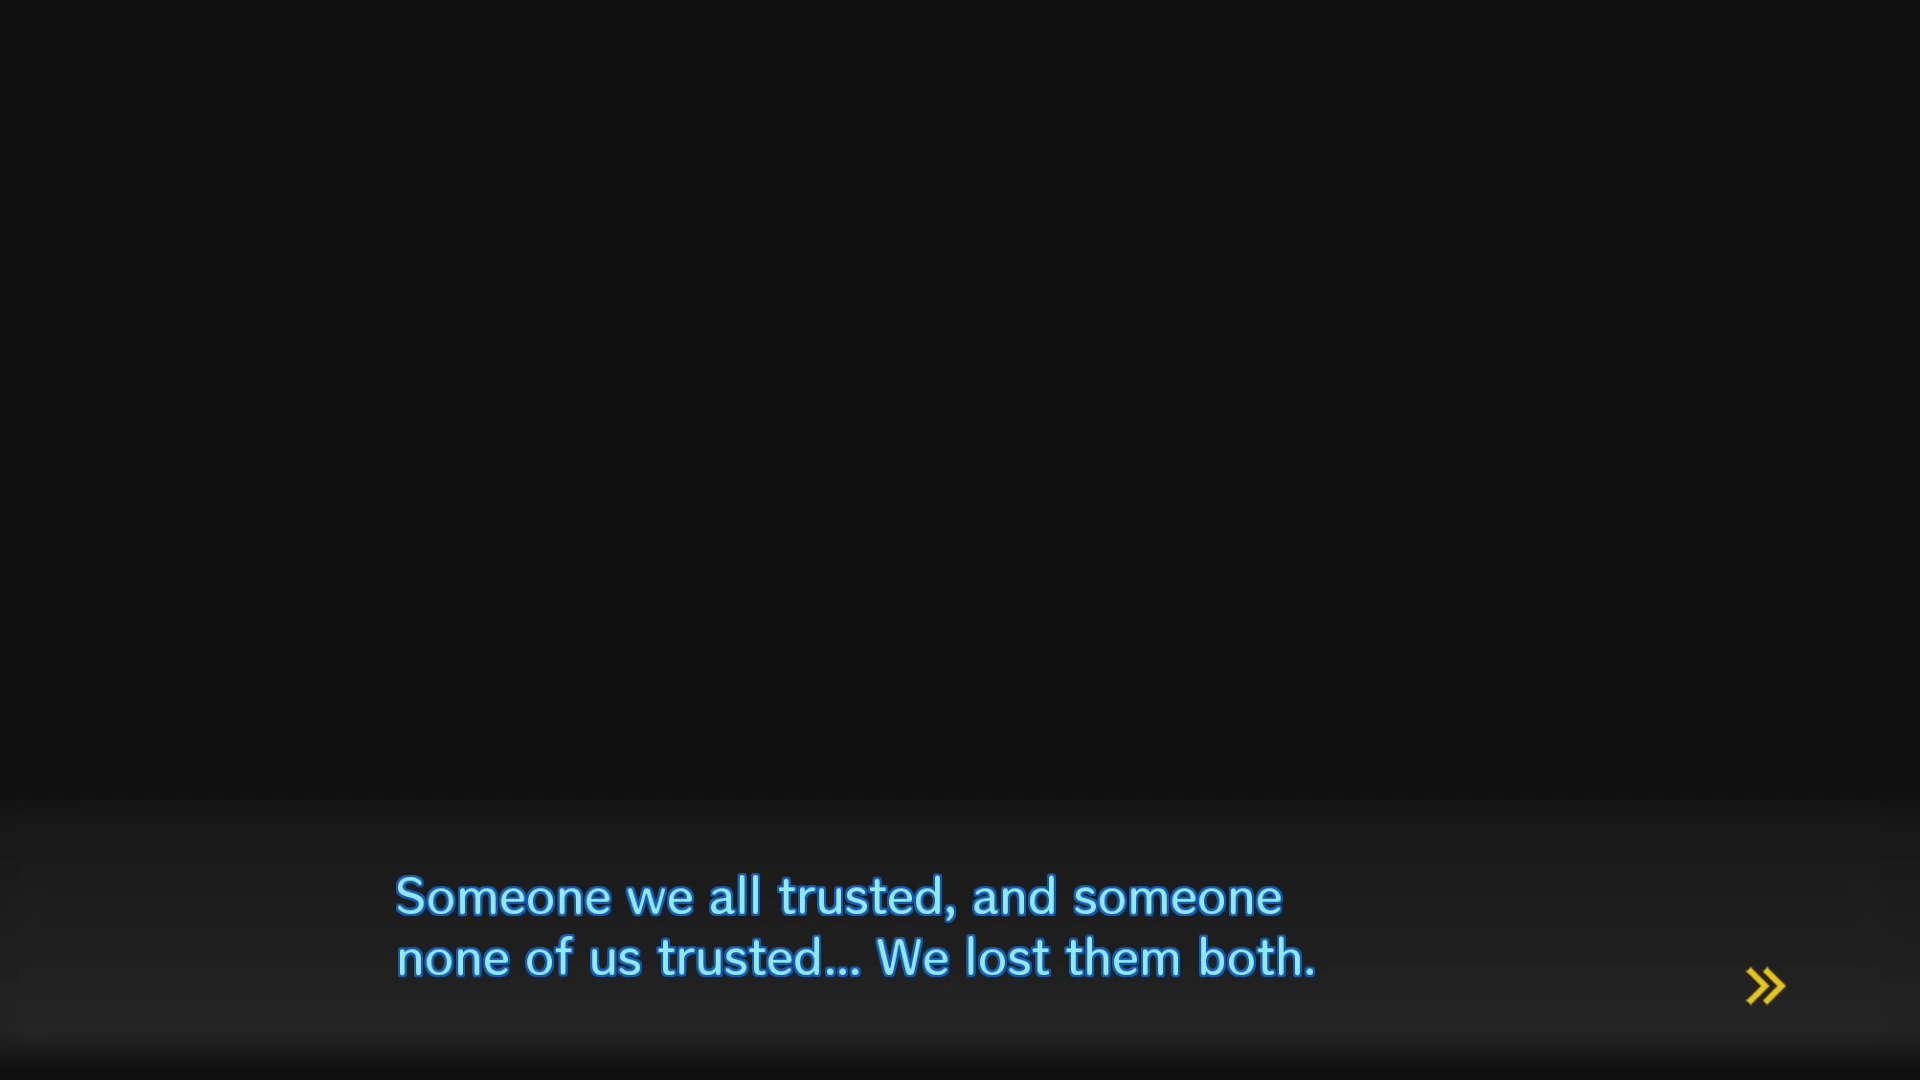 Someone we all trusted, and someone
none of us trusted... We lost them both.